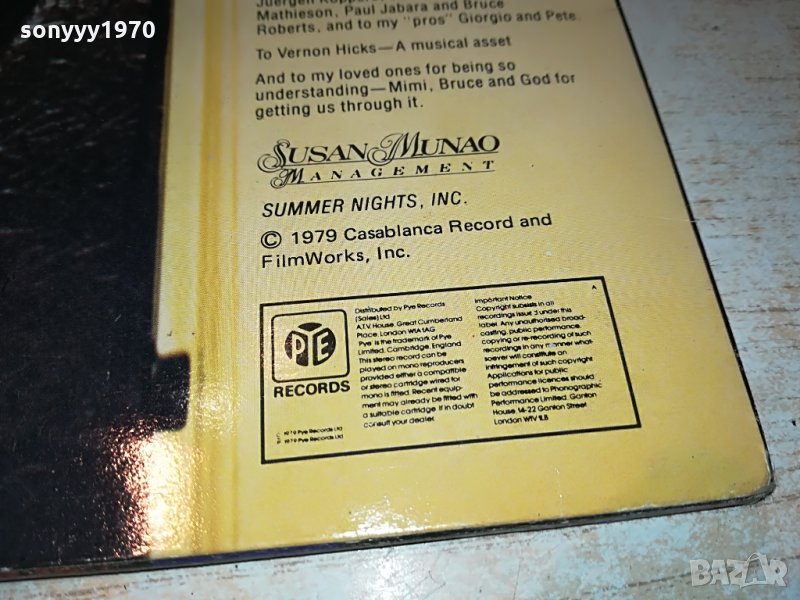 sonyyy1970
Mathieson, Paul Jabara and Bruce
Roberts, and to my "pros" Giorgio and Pete.
To Vernon Hicks—A musical asset
And to my loved ones for being so
understanding—Mimi, Bruce and God for
getting us through it.
SUSAN MUNAO
MANAGEMENT
SUMMER NIGHTS, INC.
© 1979 Casablanca Record and
FilmWorks, Inc.
PYE
RECORDS
Distributed by Pye Records
(Sales) Ltd
A.T.V. House, Great Cumberland
Place, London W1A 1AG
'Pye' is the trademark of Pye
Limited, Cambridge, England
This stereo record can be
played on mono reproducers
provided either a compatible
or stereo cartridge wired for
mono is fitted. Recent equip-
ment may already be fitted with
a suitable cartridge. If in doubt
consult your dealer.
© 1979 Pye Records Ltd
℗ 1979 Pye Records Ltd
Important Notice
Copyright subsists in all
recordings issued under this
label. Any unauthorised broad-
casting, public performance,
copying or re-recording of such
recordings in any manner what-
soever will constitute an
infringement of such copyright
Applications for public
performance licences should
be addressed to Phonographic
Performance Limited, Ganton
House, 14-22 Ganton Street
London W1V 1LB
A
BAZAR